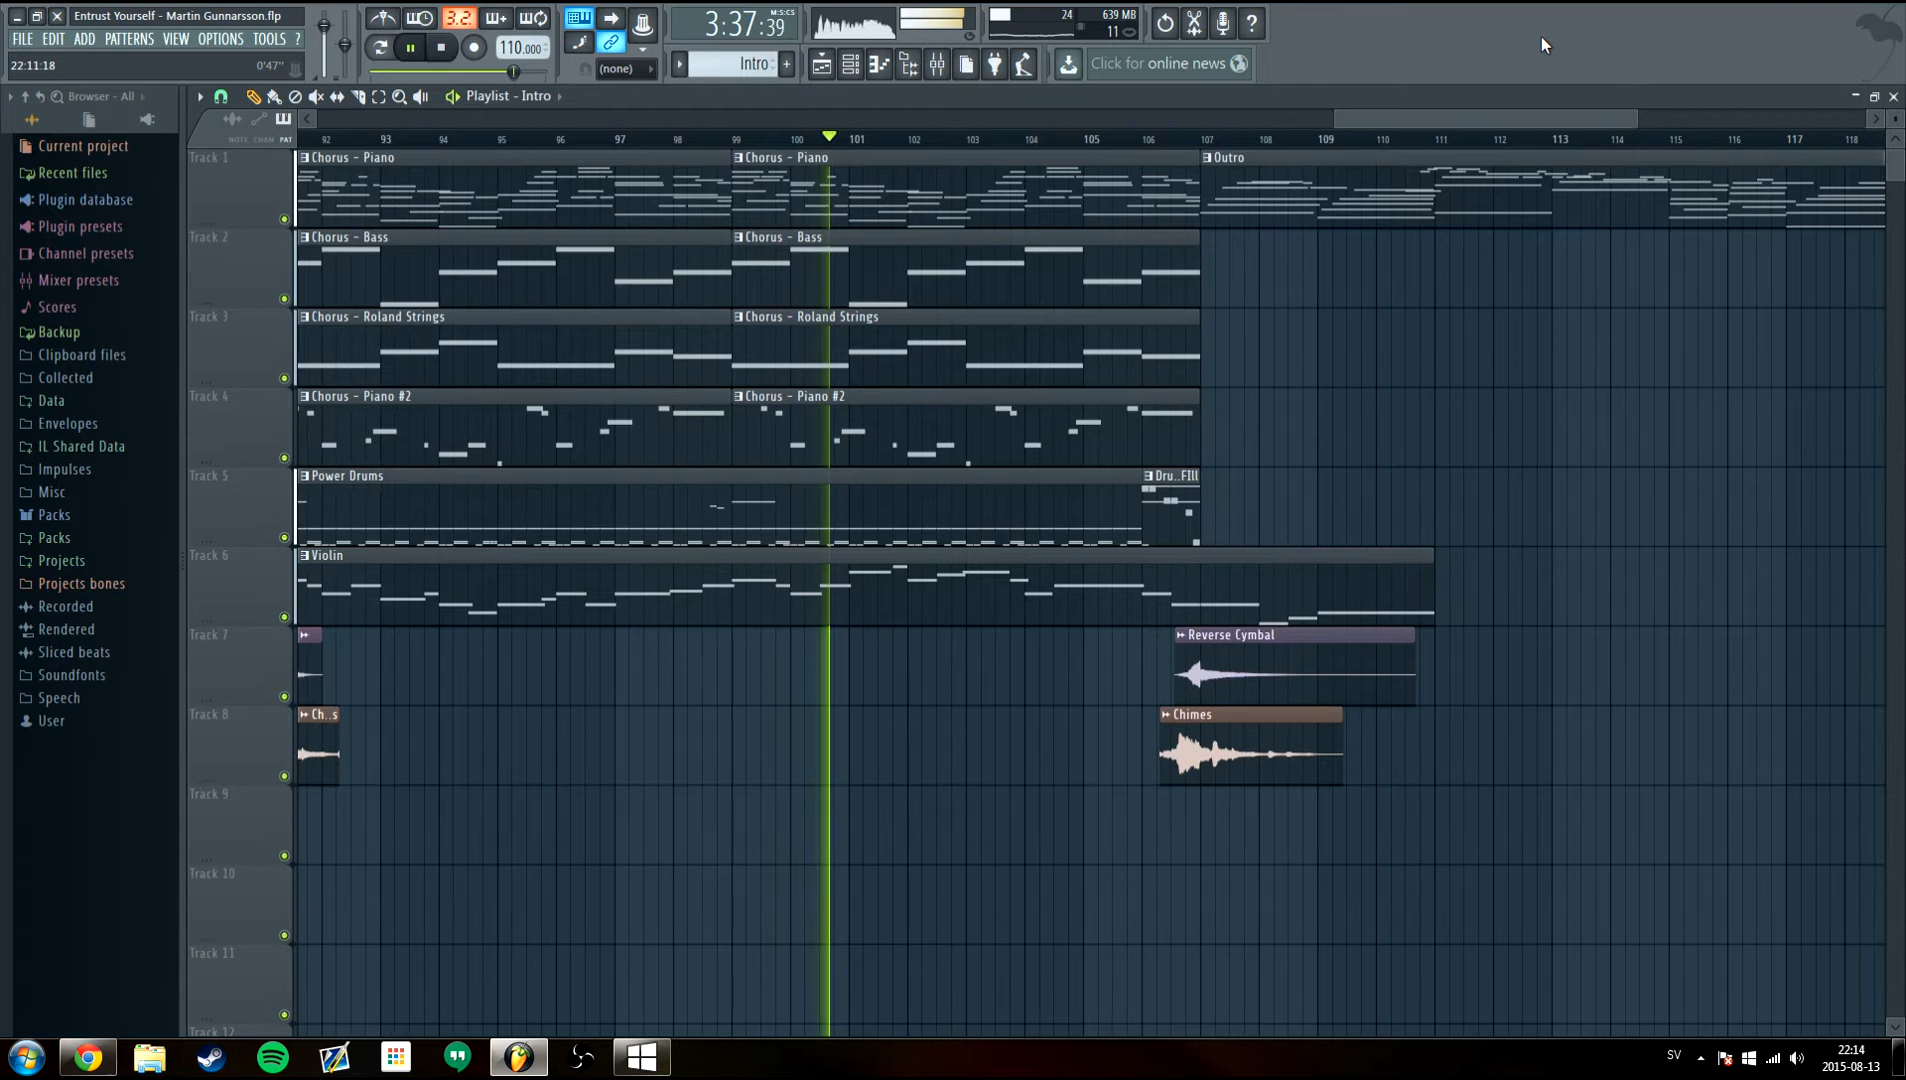 Entrust Yourself - Martin Gunnarsson.flp
FILE EDIT ADD PATTERNS VIEW OPTIONS TOOLS ?
22:11:18 0'47"
3.2.
110.000
(none)
3:37:39
M:S:CS
Intro
24 639 MB
11
?
Click for online news
Browser - All
Playlist - Intro
NOTE CHAN PAT
92 93 94 95 96 97 98 99 100 101 102 103 104 105 106 107 108 109 110 111 112 113 114 115 116 117 118
Current project
Recent files
Plugin database
Plugin presets
Channel presets
Mixer presets
Scores
Backup
Clipboard files
Collected
Data
Envelopes
IL Shared Data
Impulses
Misc
Packs
Packs
Projects
Projects bones
Recorded
Rendered
Sliced beats
Soundfonts
Speech
User
Track 1 Chorus - Piano Chorus - Piano Outro
Track 2 Chorus - Bass Chorus - Bass
Track 3 Chorus - Roland Strings Chorus - Roland Strings
Track 4 Chorus - Piano #2 Chorus - Piano #2
Track 5 Power Drums Dru..FIll
Track 6 Violin
Track 7 Reverse Cymbal
Track 8 Ch..s Chimes
Track 9
Track 10
Track 11
Track 12
SV
22:14
2015-08-13